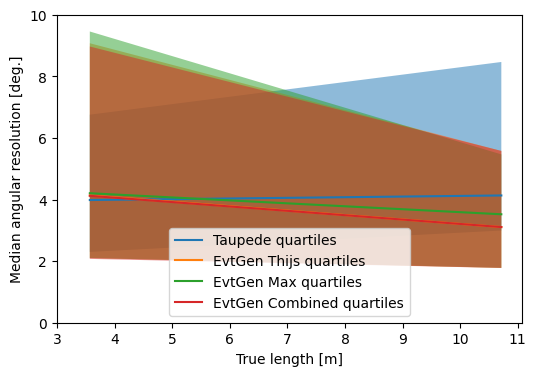 10
8
6
4
2
0
Median angular resolution [deg.]
Taupede quartiles
EvtGen Thijs quartiles
EvtGen Max quartiles
EvtGen Combined quartiles
3 4 5 6 7 8 9 10 11
True length [m]